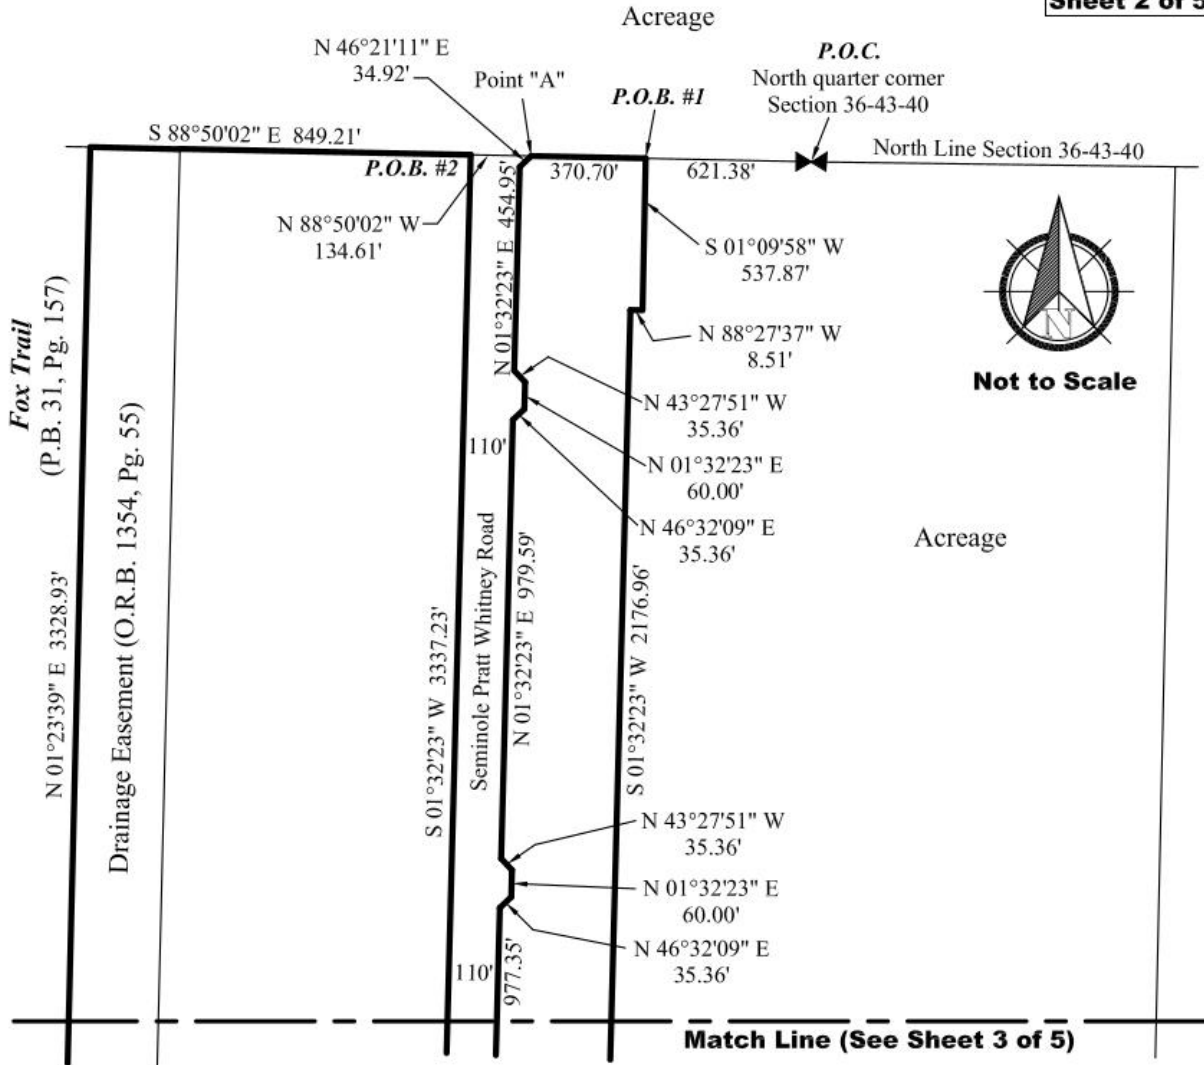 Sheet 2 of 5
Acreage
N 46°21'11" E
34.92'
Point "A"
P.O.B. #1
P.O.C.
North quarter corner
Section 36-43-40
S 88°50'02" E 849.21'
P.O.B. #2
370.70'
621.38'
North Line Section 36-43-40
N 88°50'02" W
134.61'
N 01°32'23" E 454.95'
S 01°09'58" W
537.87'
N 88°27'37" W
8.51'
Not to Scale
N
N 43°27'51" W
35.36'
N 01°32'23" E
60.00'
N 46°32'09" E
35.36'
110'
Acreage
Fox Trail
(P.B. 31, Pg. 157)
N 01°23'39" E 3328.93'
Drainage Easement (O.R.B. 1354, Pg. 55)
S 01°32'23" W 3337.23'
Seminole Pratt Whitney Road
N 01°32'23" E 979.59'
S 01°32'23" W 2176.96'
N 43°27'51" W
35.36'
N 01°32'23" E
60.00'
N 46°32'09" E
35.36'
110'
977.35'
Match Line (See Sheet 3 of 5)